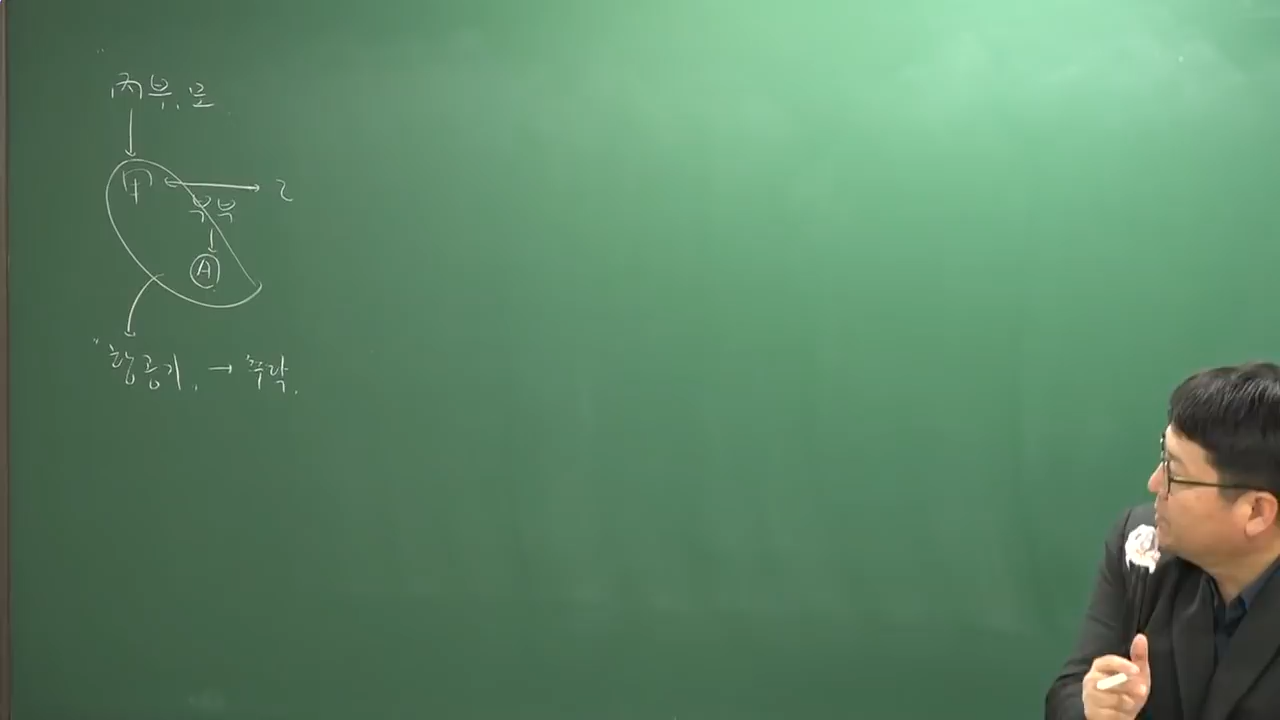 丙 부, 모
甲 ↔ 乙
부부
↓
Ⓐ
"항공기, → 추락.